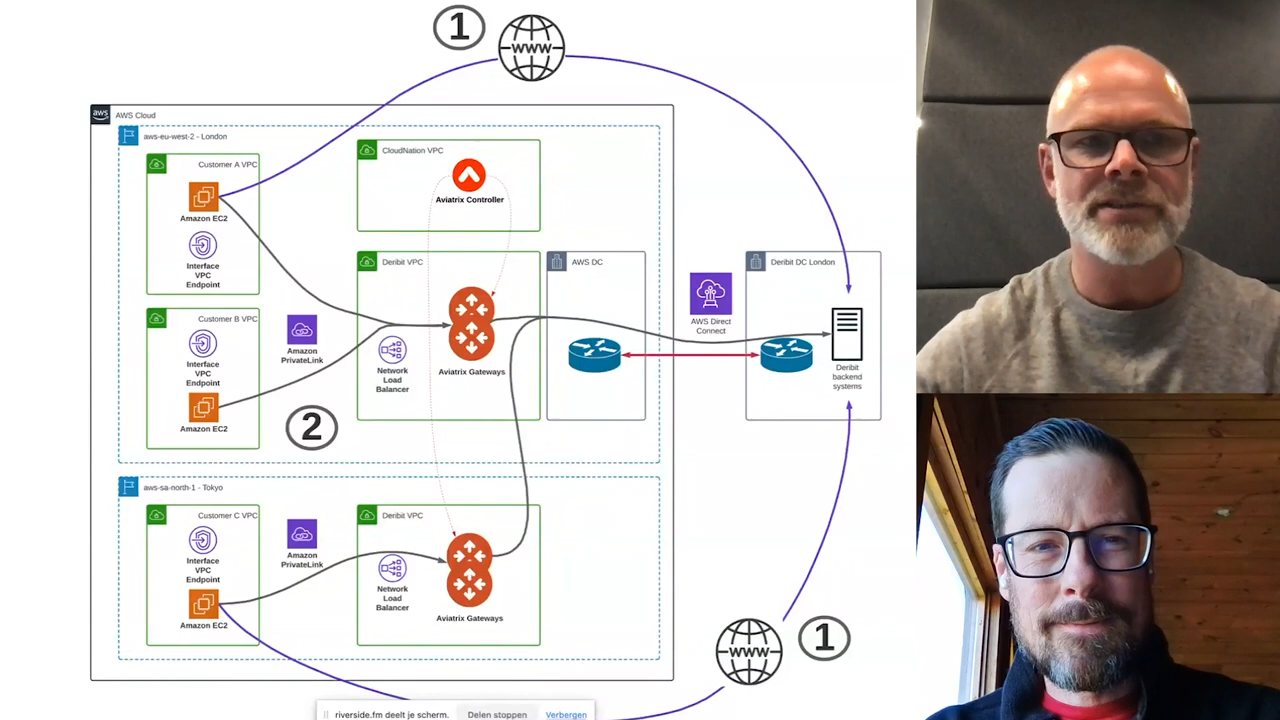 1
WWW
aws
AWS Cloud
aws-eu-west-2 - London
Customer A VPC
Amazon EC2
Interface
VPC
Endpoint
CloudNation VPC
Aviatrix Controller
Customer B VPC
Interface
VPC
Endpoint
Amazon EC2
Amazon
PrivateLink
Deribit VPC
Network
Load
Balancer
Aviatrix Gateways
AWS DC
AWS Direct
Connect
Deribit DC London
Deribit
backend
systems
2
aws-sa-north-1 - Tokyo
Customer C VPC
Interface
VPC
Endpoint
Amazon EC2
Amazon
PrivateLink
Deribit VPC
Network
Load
Balancer
Aviatrix Gateways
WWW
1
riverside.fm deelt je scherm.
Delen stoppen
Verbergen